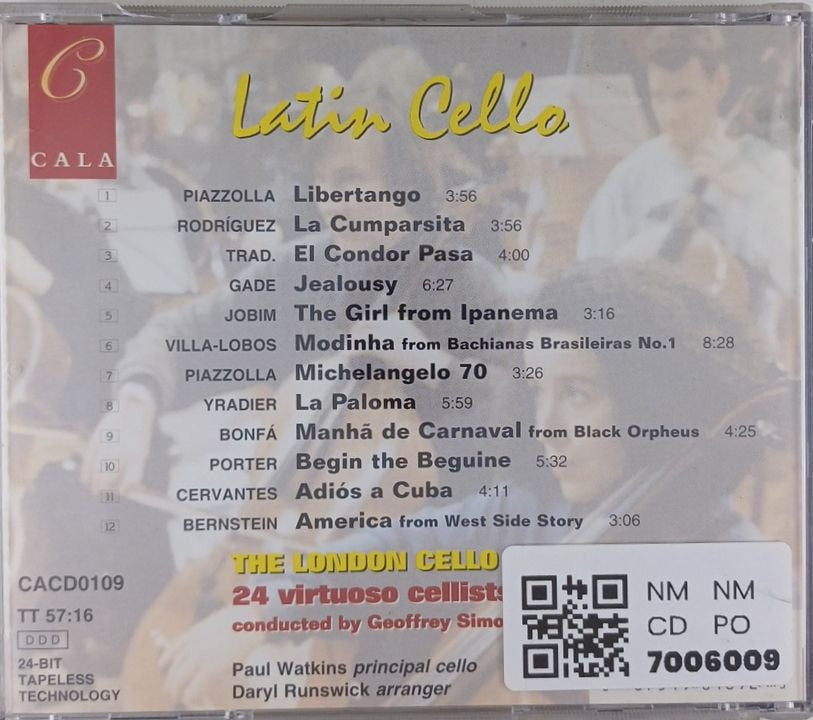 C
CALA
Latin Cello
1 PIAZZOLLA Libertango 3:56
2 RODRÍGUEZ La Cumparsita 3:56
3 TRAD. El Condor Pasa 4:00
4 GADE Jealousy 6:27
5 JOBIM The Girl from Ipanema 3:16
6 VILLA-LOBOS Modinha from Bachianas Brasileiras No.1 8:28
7 PIAZZOLLA Michelangelo 70 3:26
8 YRADIER La Paloma 5:59
9 BONFÁ Manhã de Carnaval from Black Orpheus 4:25
10 PORTER Begin the Beguine 5:32
11 CERVANTES Adiós a Cuba 4:11
12 BERNSTEIN America from West Side Story 3:06
THE LONDON CELLO
24 virtuoso cellists
conducted by Geoffrey Simo
Paul Watkins principal cello
Daryl Runswick arranger
CACD0109
TT 57:16
DDD
24-BIT
TAPELESS
TECHNOLOGY
NM NM
CD PO
7006009